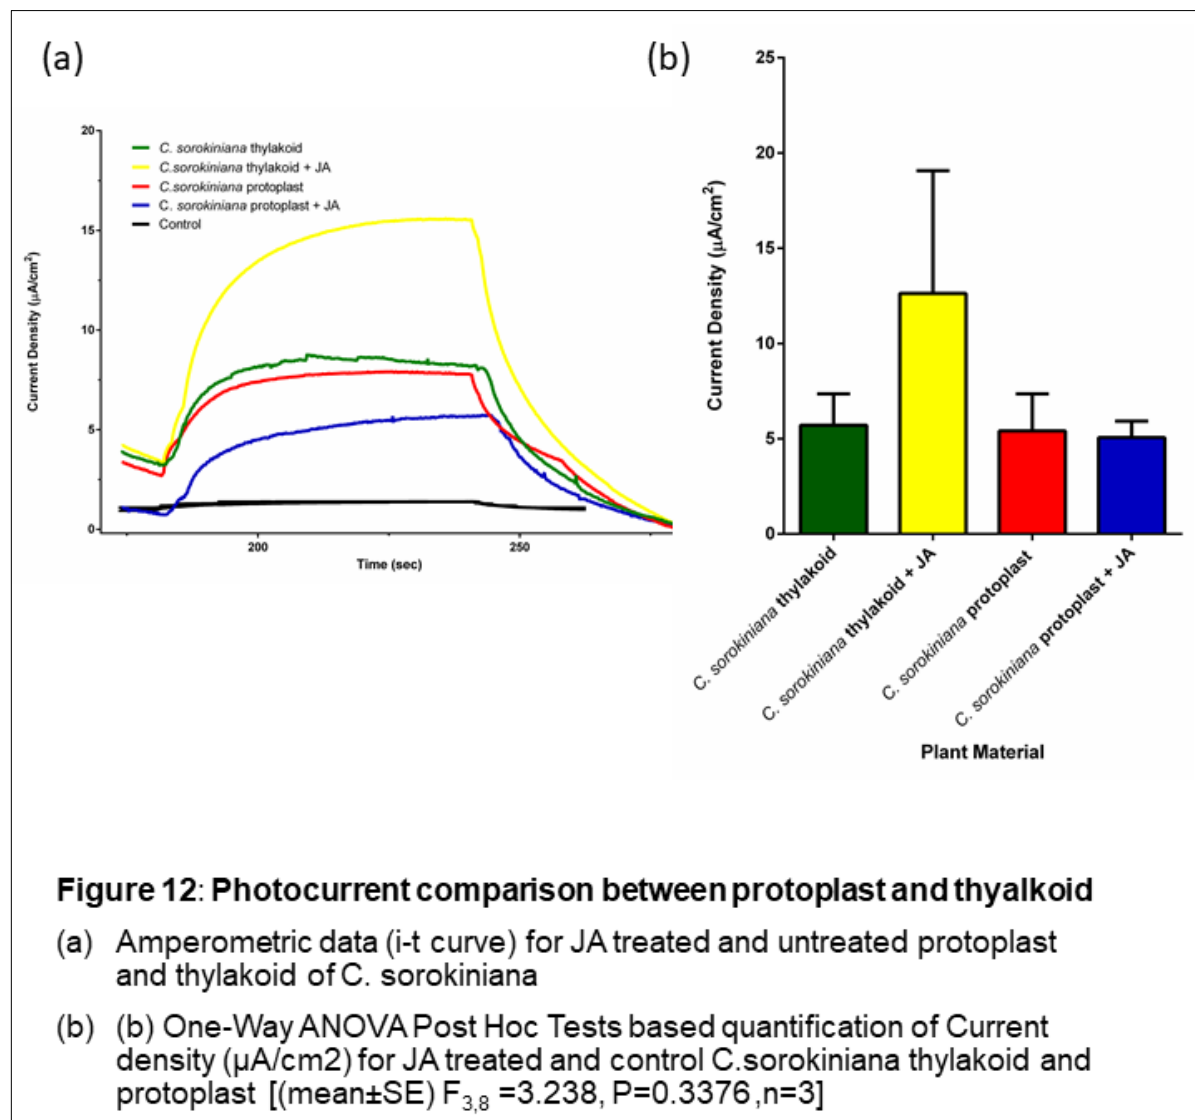 (a)
(b)
20
15
10
5
0
Current Density (μA/cm²)
C. sorokiniana thylakoid
C.sorokiniana thylakoid + JA
C.sorokiniana protoplast
C. sorokiniana protoplast + JA
Control
200
250
Time (sec)
25
20
15
10
5
0
Current Density (μA/cm²)
C. sorokiniana thylakoid
C. sorokiniana thylakoid + JA
C. sorokiniana protoplast
C. sorokiniana protoplast + JA
Plant Material
Figure 12: Photocurrent comparison between protoplast and thyalkoid
(a) Amperometric data (i-t curve) for JA treated and untreated protoplast
and thylakoid of C. sorokiniana
(b) (b) One-Way ANOVA Post Hoc Tests based quantification of Current
density (μA/cm2) for JA treated and control C.sorokiniana thylakoid and
protoplast [(mean±SE) F₃,₈ =3.238, P=0.3376 ,n=3]